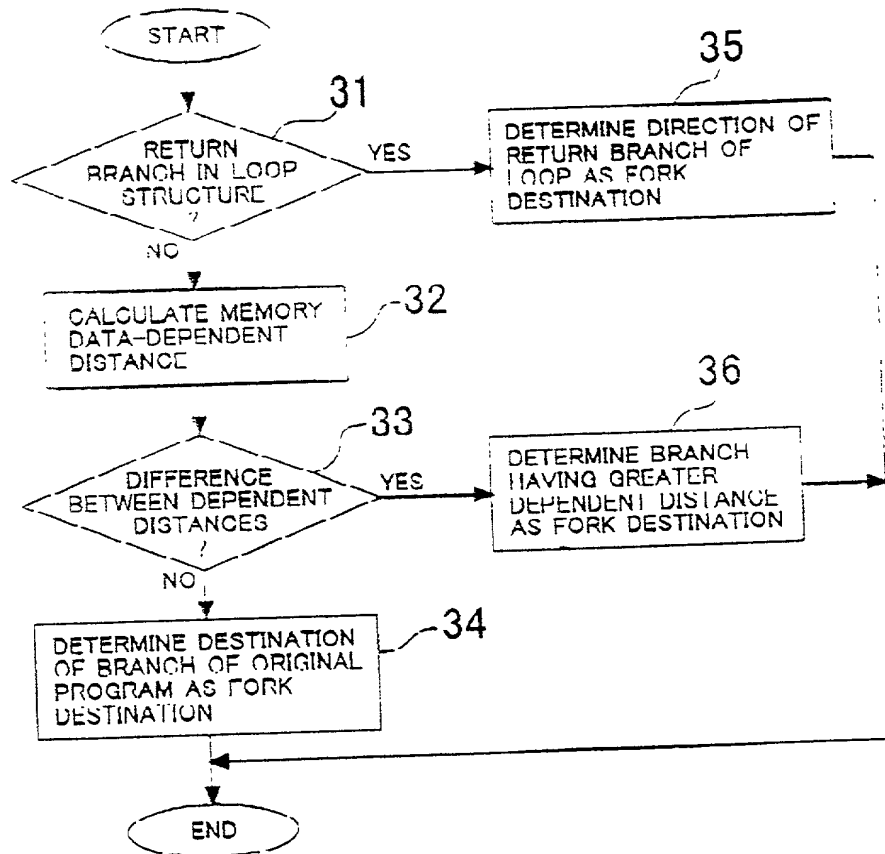 START
31
RETURN
BRANCH IN LOOP
STRUCTURE
?
YES
NO
35
DETERMINE DIRECTION OF
RETURN BRANCH OF
LOOP AS FORK
DESTINATION
32
CALCULATE MEMORY
DATA-DEPENDENT
DISTANCE
33
DIFFERENCE
BETWEEN DEPENDENT
DISTANCES
?
YES
NO
36
DETERMINE BRANCH
HAVING GREATER
DEPENDENT DISTANCE
AS FORK DESTINATION
34
DETERMINE DESTINATION
OF BRANCH OF ORIGINAL
PROGRAM AS FORK
DESTINATION
END